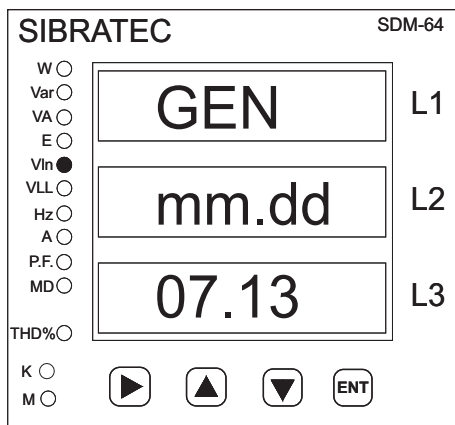 SIBRATEC SDM-64
W
Var
VA
E
Vln
VLL
Hz
A
P.F.
MD
THD%
K
M
GEN L1
mm.dd L2
07.13 L3
ENT